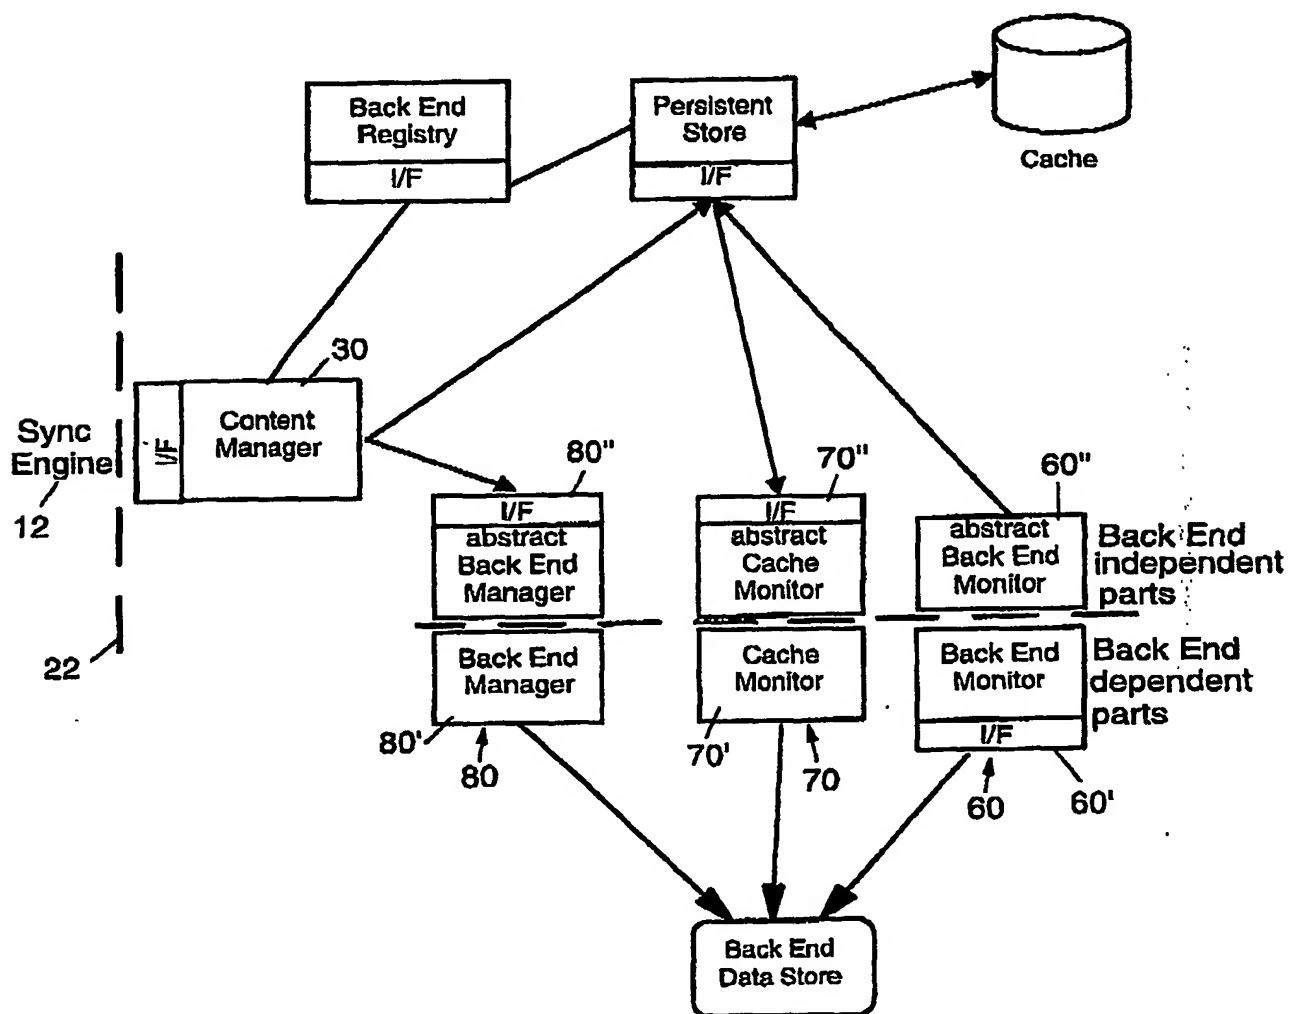 Back End
Registry
I/F
Persistent
Store
I/F
Cache
30
I/F
Content
Manager
Sync
Engine
12
22
80"
I/F
abstract
Back End
Manager
70"
I/F
abstract
Cache
Monitor
60"
abstract
Back End
Monitor
Back End
independent
parts
Back End
Manager
80'
80
Cache
Monitor
70'
70
Back End
Monitor
I/F
60
60'
Back End
dependent
parts
Back End
Data Store